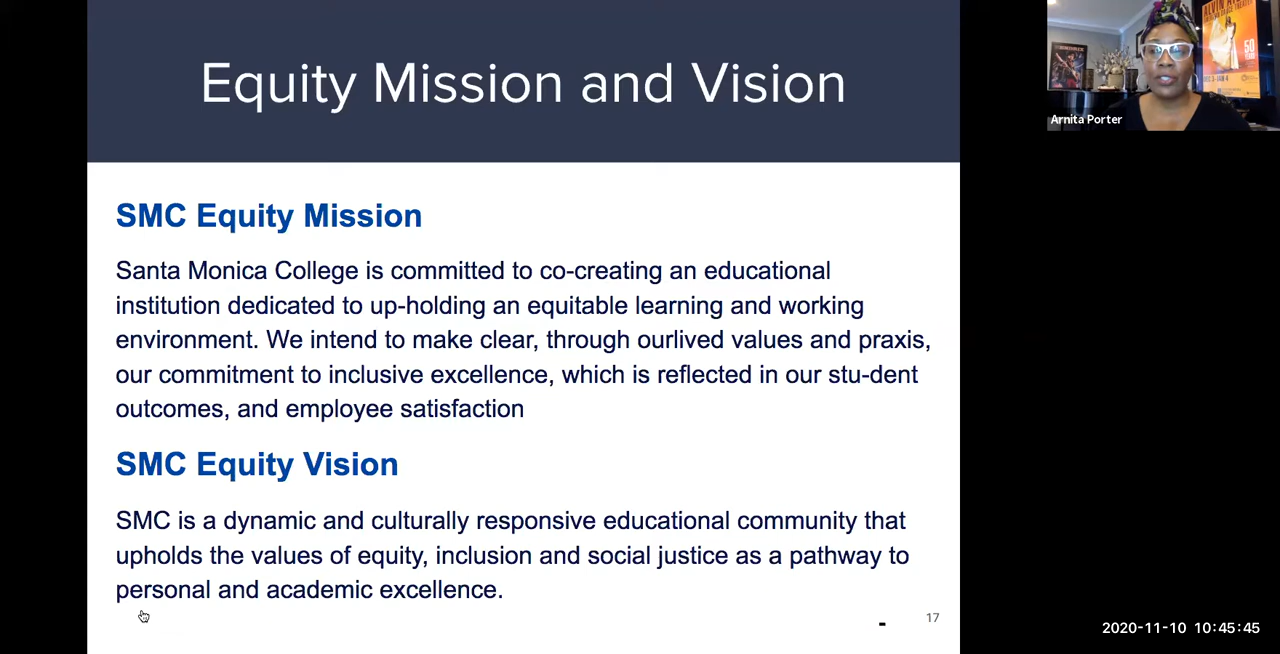 Equity Mission and Vision
SMC Equity Mission
Santa Monica College is committed to co-creating an educational
institution dedicated to up-holding an equitable learning and working
environment. We intend to make clear, through ourlived values and praxis,
our commitment to inclusive excellence, which is reflected in our stu-dent
outcomes, and employee satisfaction
SMC Equity Vision
SMC is a dynamic and culturally responsive educational community that
upholds the values of equity, inclusion and social justice as a pathway to
personal and academic excellence.
-
17
Arnita Porter
50
2020-11-10 10:45:45